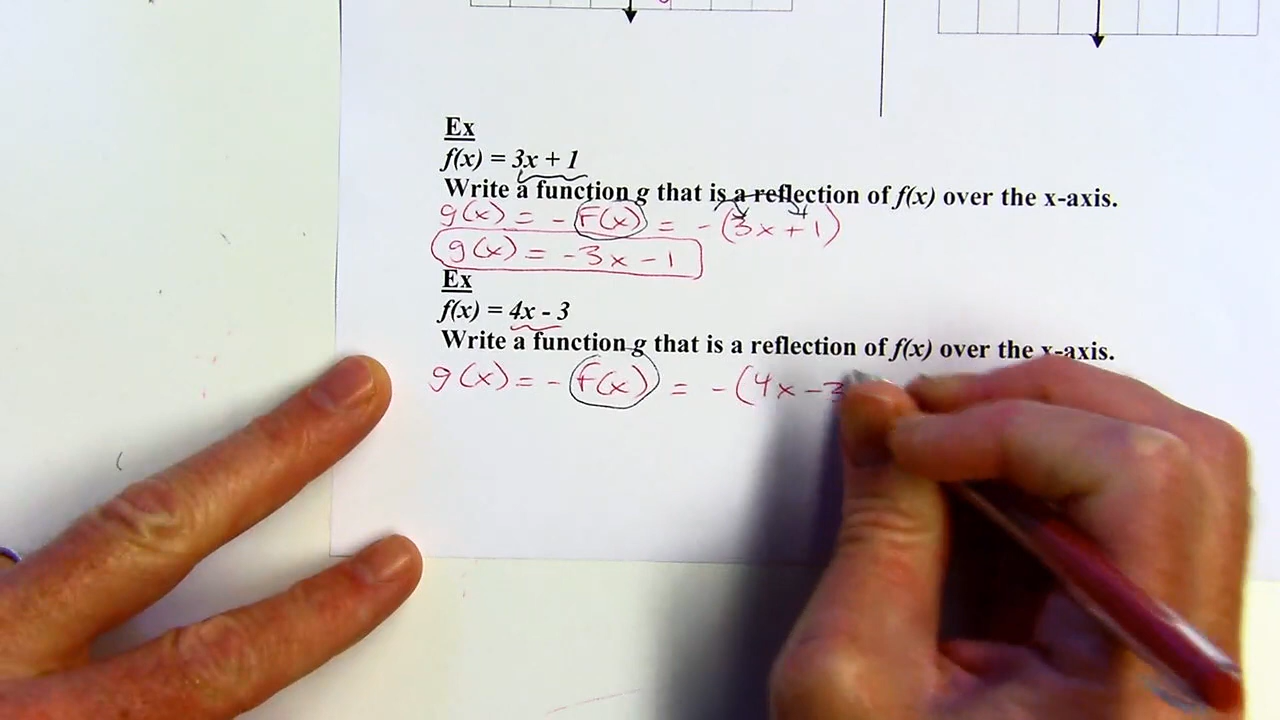 Ex
f(x) = 3x + 1
Write a function g that is a reflection of f(x) over the x-axis.
g(x) = - F(x) = - (3x + 1)
g(x) = -3x - 1
Ex
f(x) = 4x - 3
Write a function g that is a reflection of f(x) over the x-axis.
g(x) = - f(x) = - (4x - 3